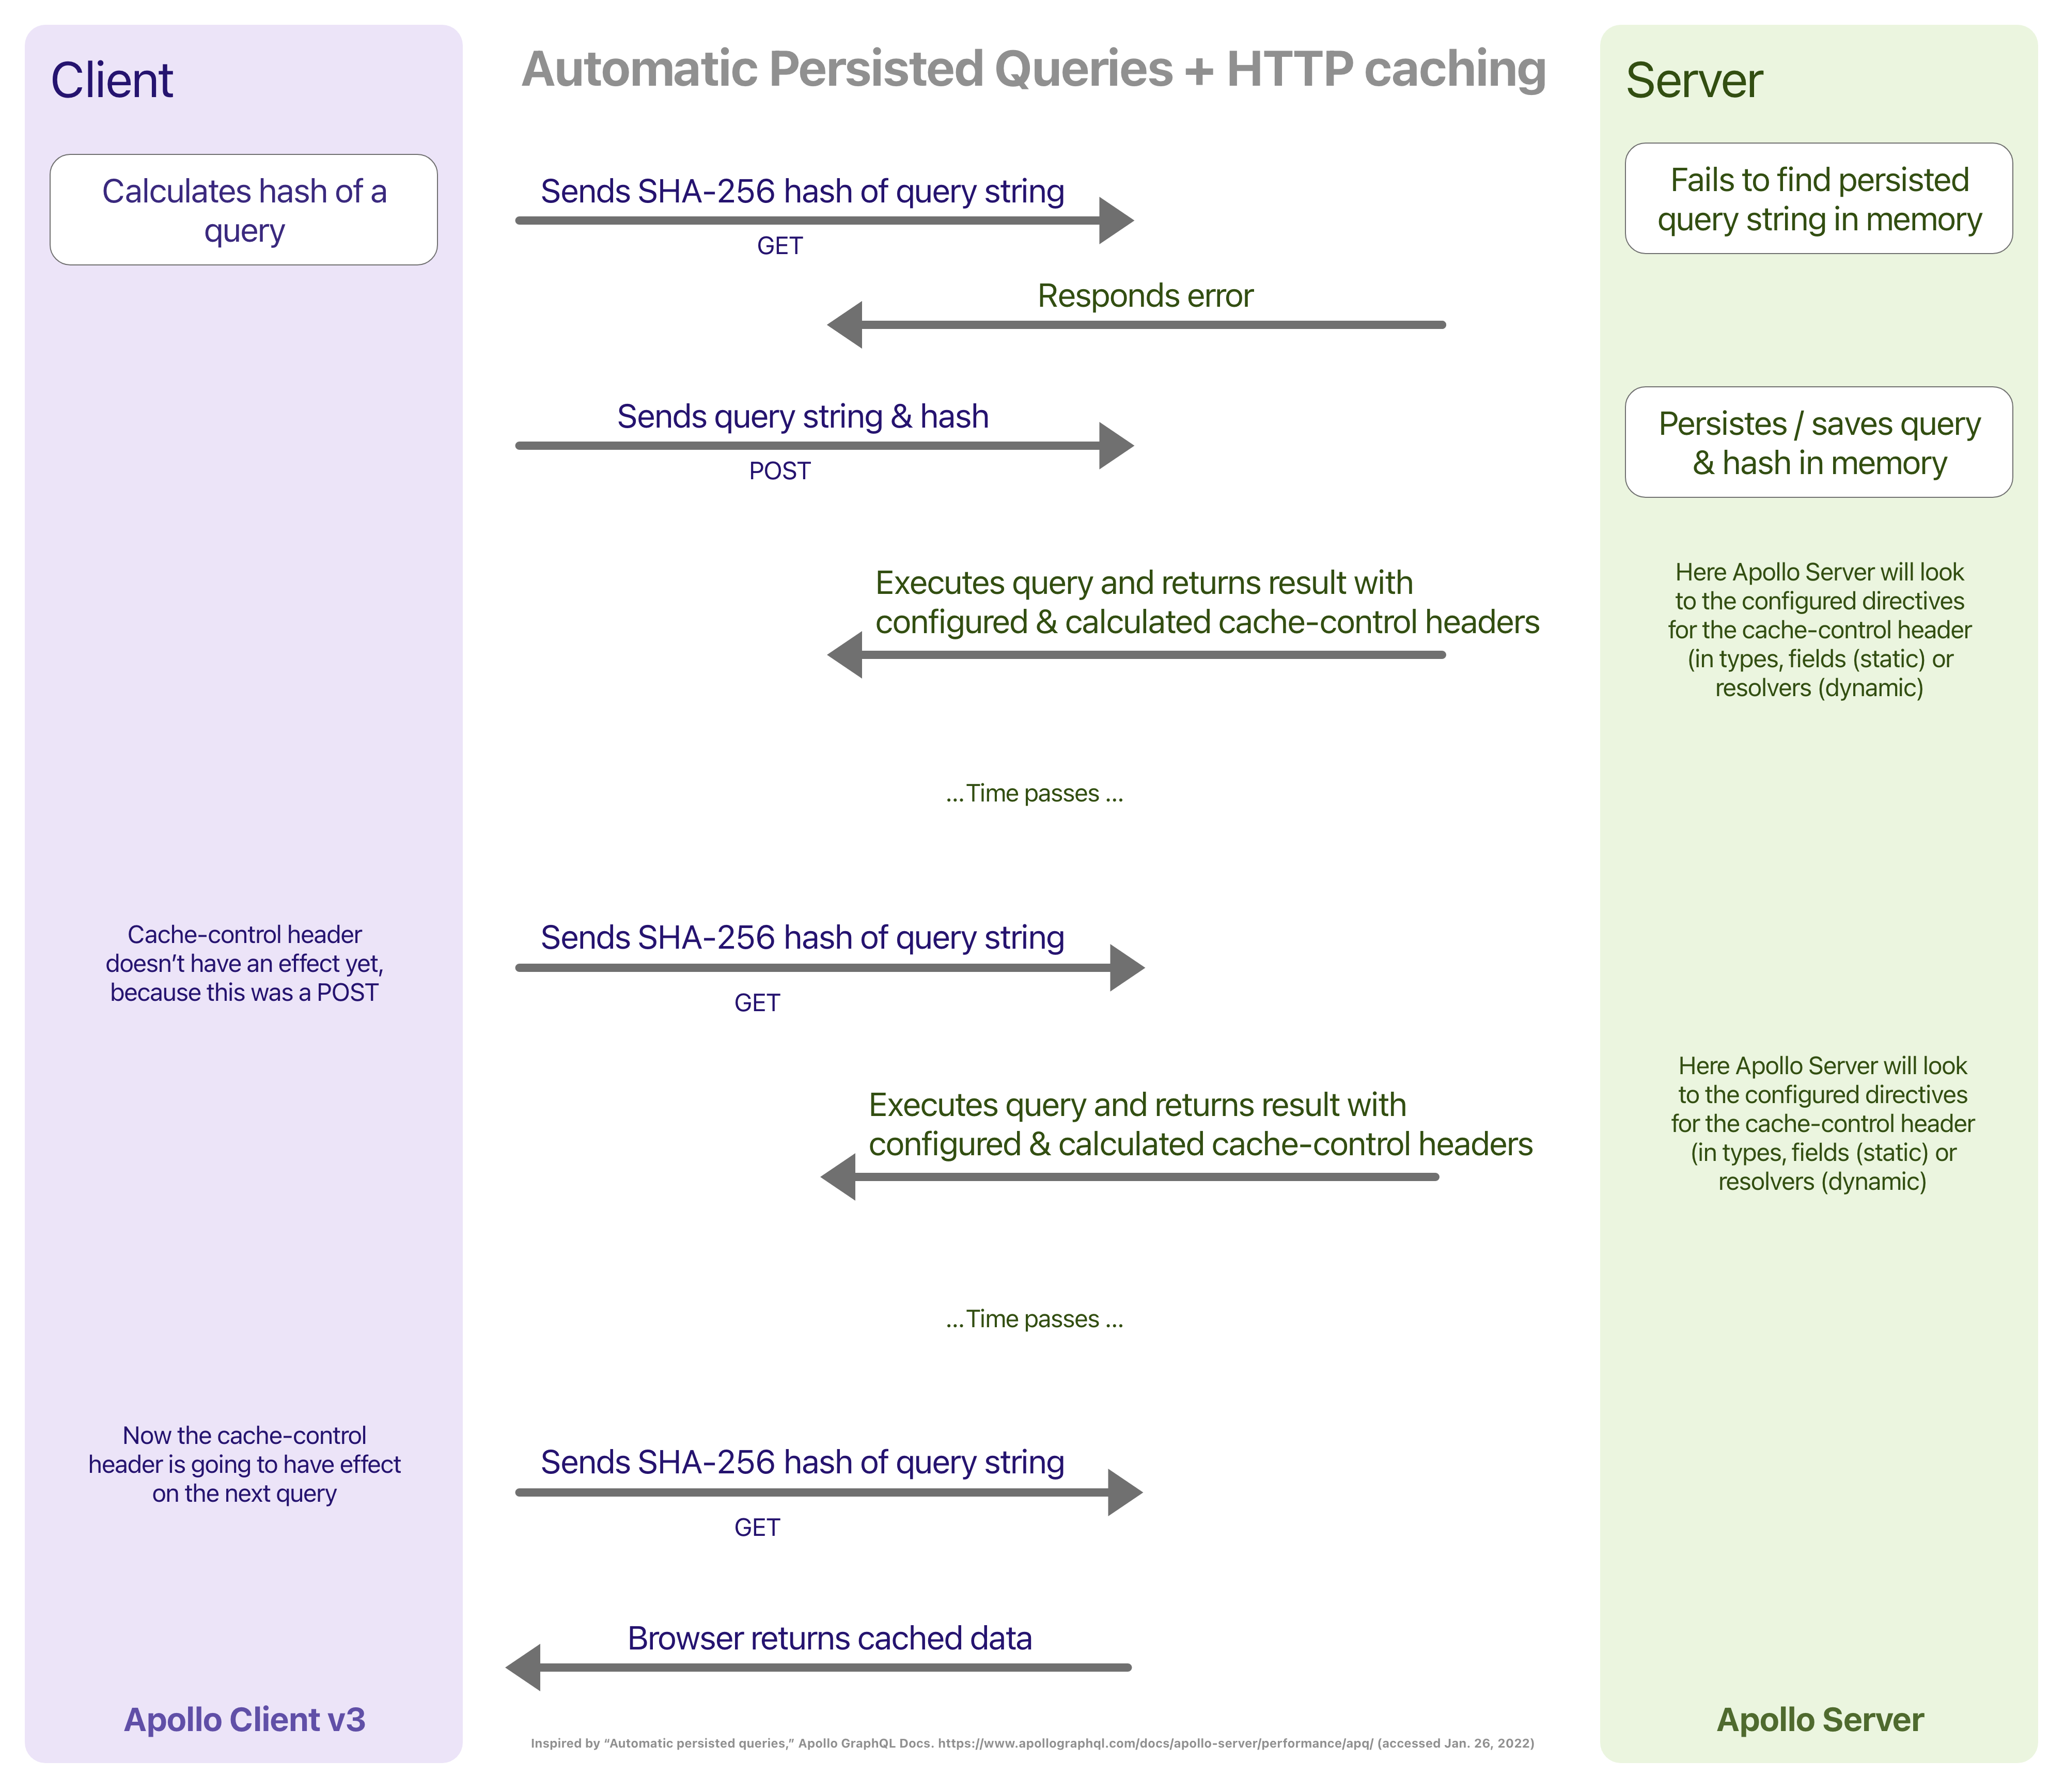 Client
Automatic Persisted Queries + HTTP caching
Server
Calculates hash of a
query
Sends SHA-256 hash of query string
GET
Fails to find persisted
query string in memory
Responds error
Sends query string & hash
POST
Persistes / saves query
& hash in memory
Executes query and returns result with
configured & calculated cache-control headers
Here Apollo Server will look
to the configured directives
for the cache-control header
(in types, fields (static) or
resolvers (dynamic)
...Time passes ...
Cache-control header
doesn’t have an effect yet,
because this was a POST
Sends SHA-256 hash of query string
GET
Executes query and returns result with
configured & calculated cache-control headers
Here Apollo Server will look
to the configured directives
for the cache-control header
(in types, fields (static) or
resolvers (dynamic)
...Time passes ...
Now the cache-control
header is going to have effect
on the next query
Sends SHA-256 hash of query string
GET
Browser returns cached data
Apollo Client v3
Apollo Server
Inspired by “Automatic persisted queries,” Apollo GraphQL Docs. https://www.apollographql.com/docs/apollo-server/performance/apq/ (accessed Jan. 26, 2022)